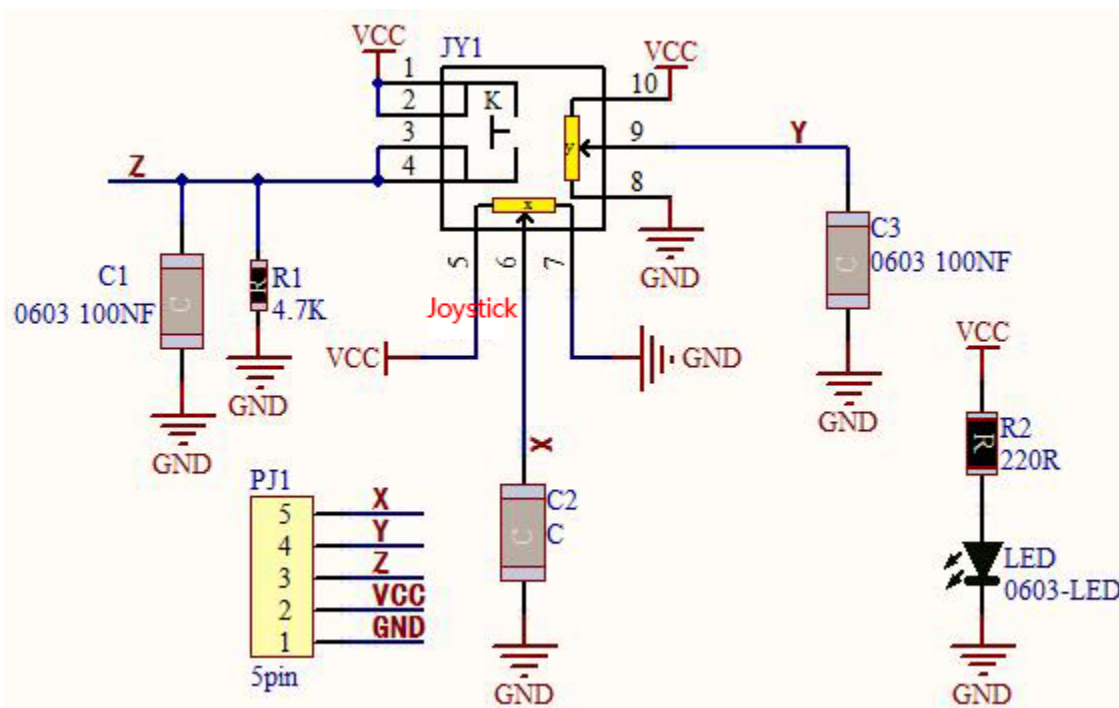 VCC
JY1
VCC
1
2
3
4
K
10
9
8
y
Y
Z
x
5
6
7
GND
C1
0603 100NF
C
R
R1
4.7K
C3
0603 100NF
C
Joystick
VCC
GND
GND
GND
GND
VCC
R
R2
220R
X
PJ1
5
4
3
2
1
X
Y
Z
VCC
GND
5pin
C2
C
C
GND
LED
0603-LED
GND